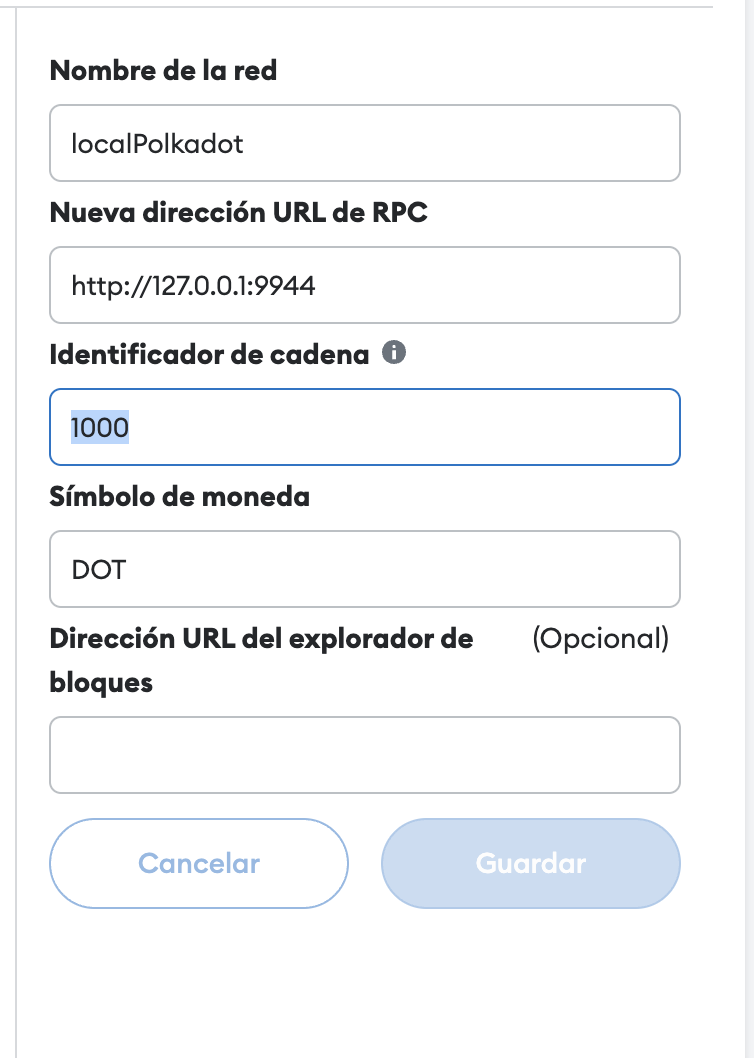 Nombre de la red
localPolkadot
Nueva dirección URL de RPC
http://127.0.0.1:9944
Identificador de cadena
1000
Símbolo de moneda
DOT
Dirección URL del explorador de (Opcional)
bloques
Cancelar Guardar